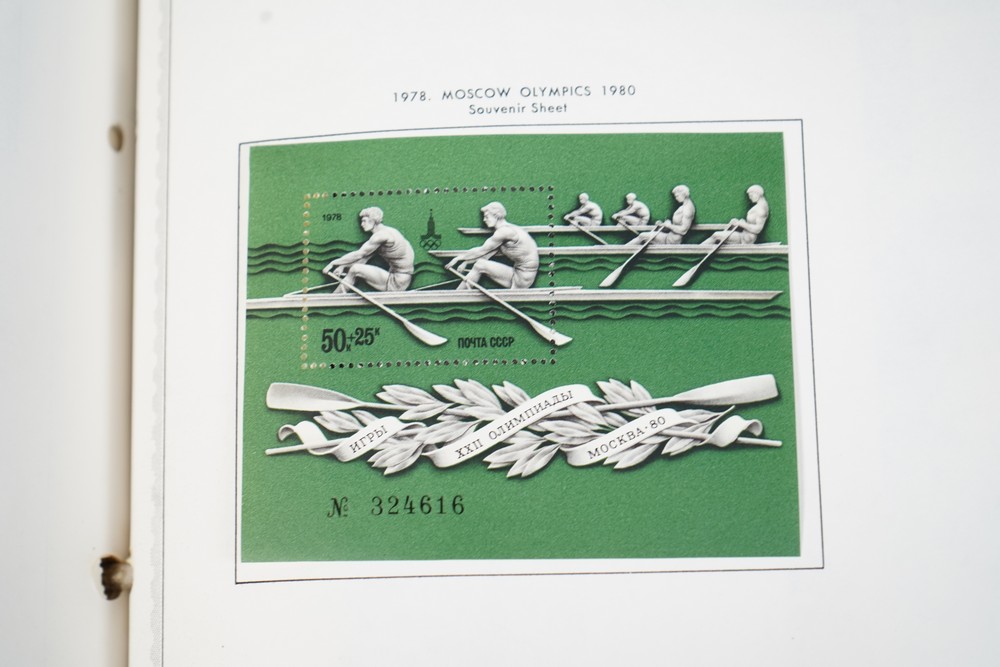 1978. MOSCOW OLYMPICS 1980
Souvenir Sheet
1978
50к+25к
ПОЧТА СССР
ИГРЫ
XXII ОЛИМПИАДЫ
МОСКВА·80
№ 324616